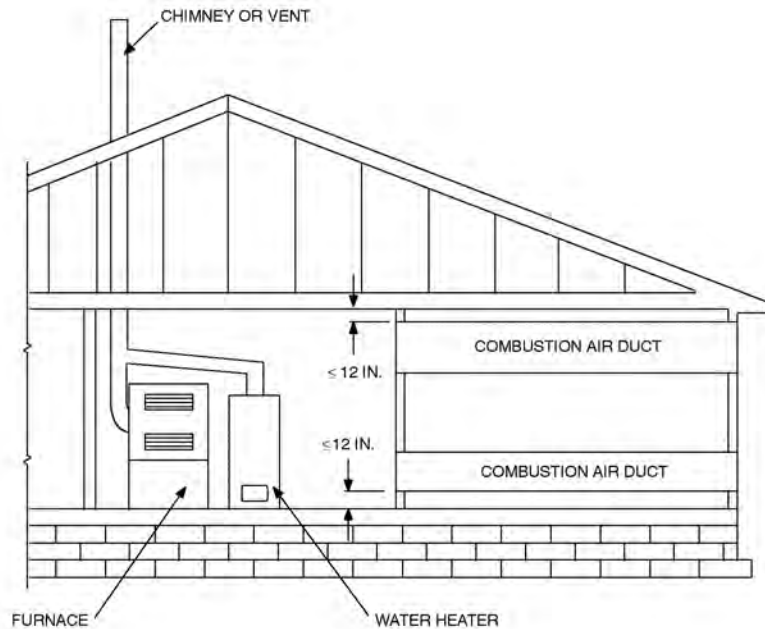 CHIMNEY OR VENT
COMBUSTION AIR DUCT
≤12 IN.
≤12 IN.
COMBUSTION AIR DUCT
FURNACE
WATER HEATER